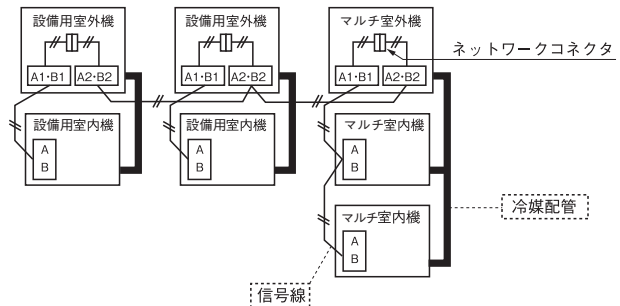 設備用室外機
設備用室外機
マルチ室外機
ネットワークコネクタ
A1・B1
A2・B2
A1・B1
A2・B2
A1・B1
A2・B2
設備用室内機
設備用室内機
マルチ室内機
A
B
A
B
A
B
冷媒配管
マルチ室内機
A
B
信号線